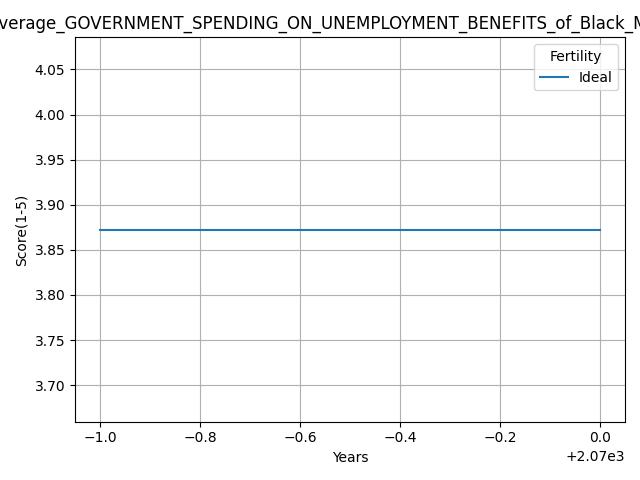 verage_GOVERNMENT_SPENDING_ON_UNEMPLOYMENT_BENEFITS_of_Black_M
Fertility
Ideal
4.05
4.00
3.95
3.90
3.85
3.80
3.75
3.70
Score(1-5)
−1.0
−0.8
−0.6
−0.4
−0.2
0.0
Years
+2.07e3